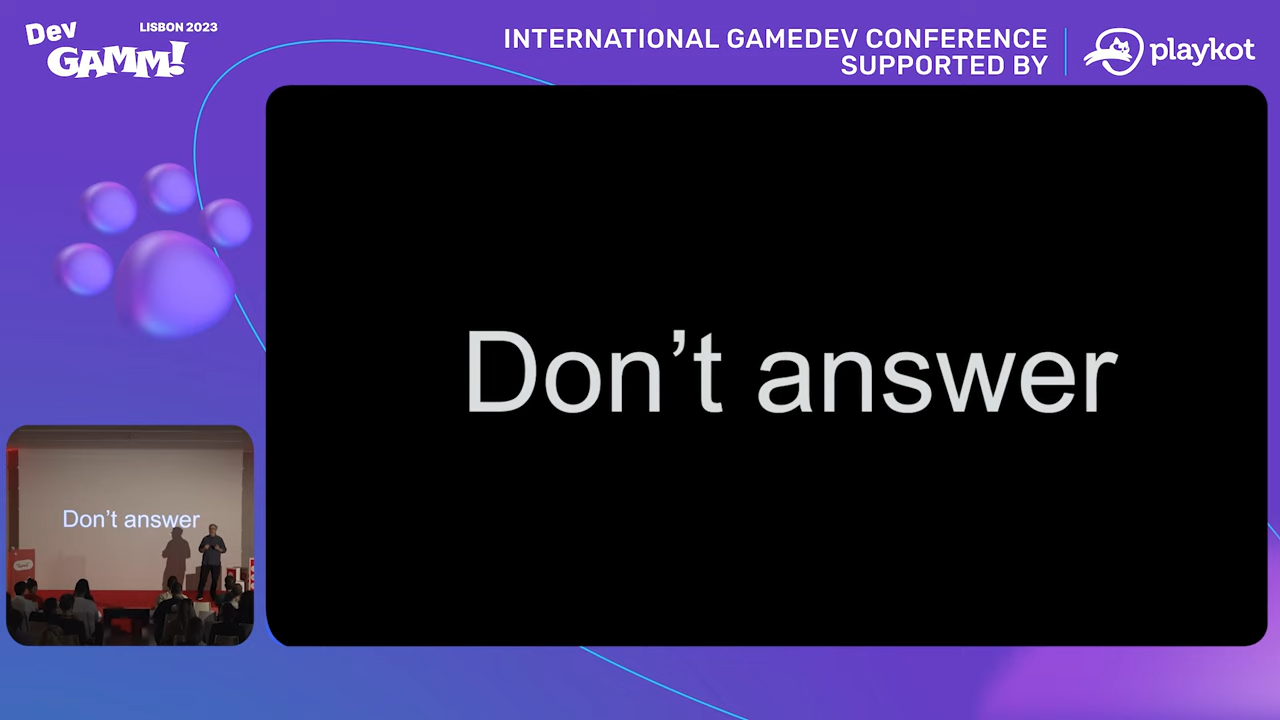 Dev
GAMM!
LISBON 2023
INTERNATIONAL GAMEDEV CONFERENCE
SUPPORTED BY
playkot
Don’t answer
Don’t answer